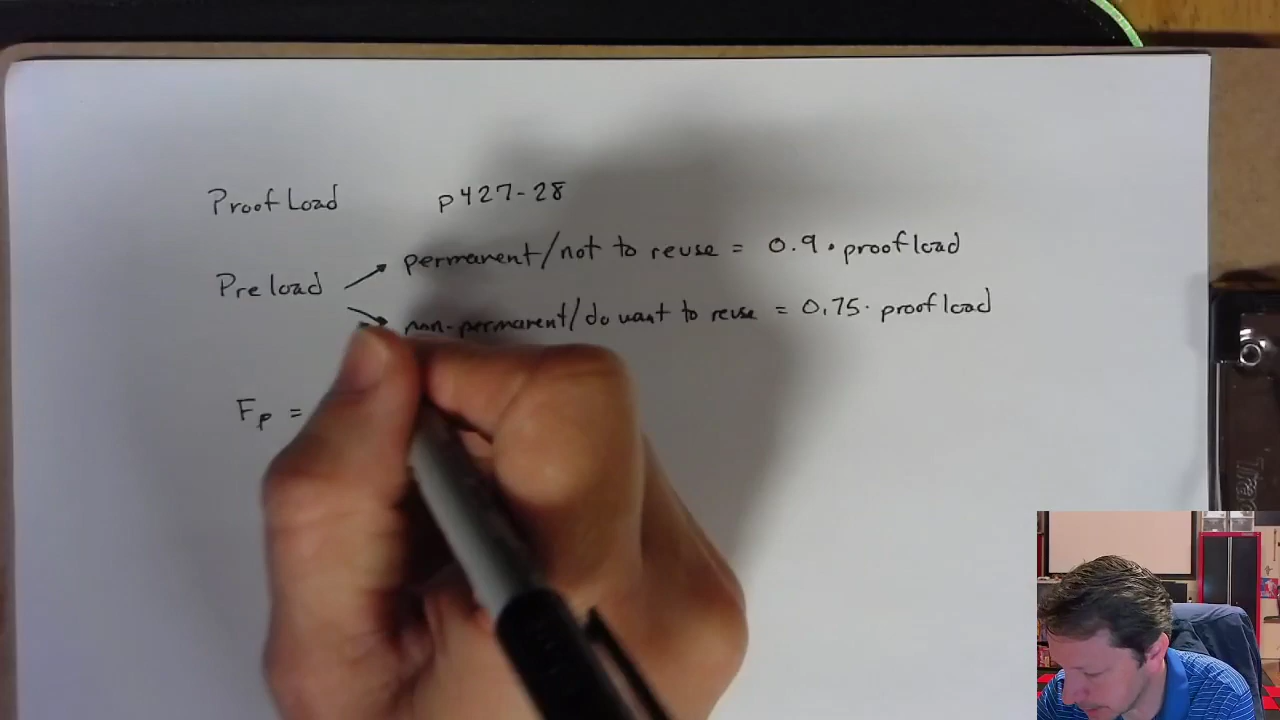 Proof Load p427-28
permanent/not to reuse = 0.9 · proof load
Preload
non-permanent/do want to reuse = 0.75 · proof load
Fp =